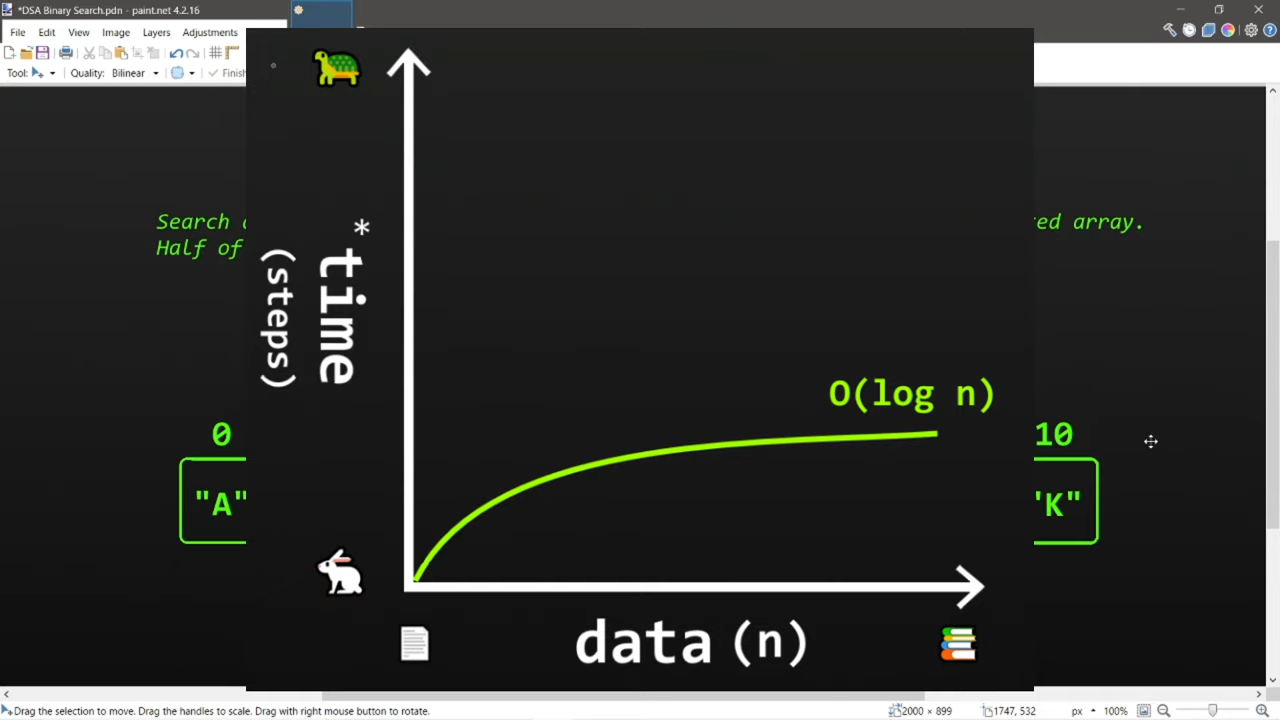 *DSA Binary Search.pdn - paint.net 4.2.16
File Edit View Image Layers Adjustments
Tool: Quality: Bilinear Finish
Search
Half of
ed array.
*
time
(steps)
O(log n)
0
10
"A"
"K"
data (n)
Drag the selection to move. Drag the handles to scale. Drag with right mouse button to rotate.
2000 × 899
1747, 532
px
100%